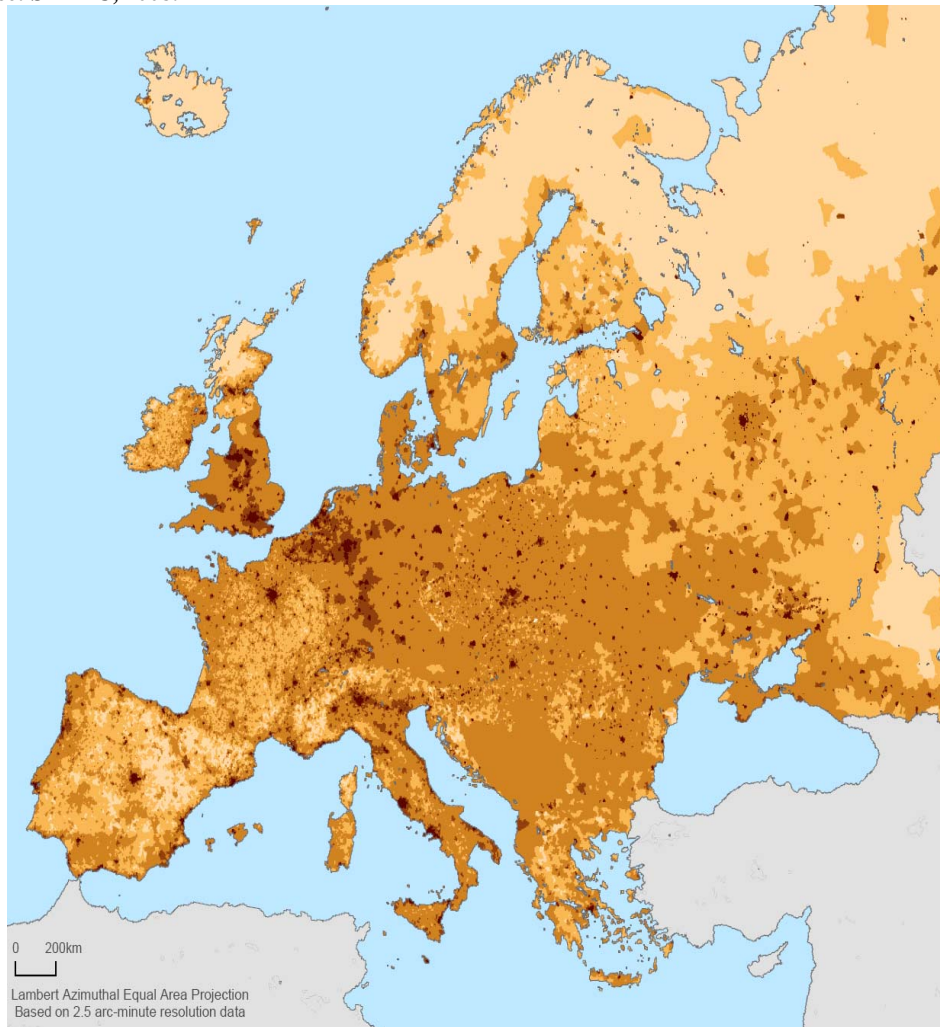 0 200km
Lambert Azimuthal Equal Area Projection
Based on 2.5 arc-minute resolution data